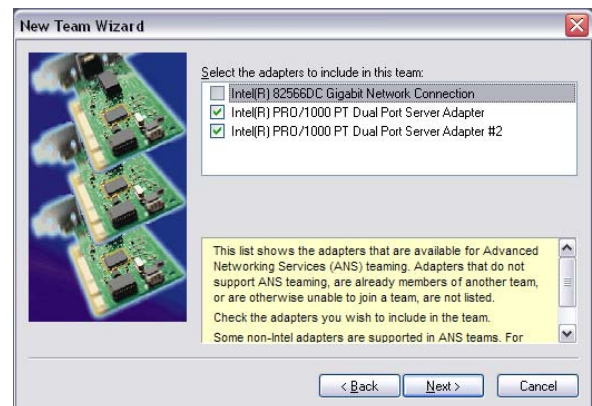 New Team Wizard
Select the adapters to include in this team:
Intel(R) 82566DC Gigabit Network Connection
Intel(R) PRO/1000 PT Dual Port Server Adapter
Intel(R) PRO/1000 PT Dual Port Server Adapter #2
This list shows the adapters that are available for Advanced
Networking Services (ANS) teaming. Adapters that do not
support ANS teaming, are already members of another team,
or are otherwise unable to join a team, are not listed.
Check the adapters you wish to include in the team.
Some non-Intel adapters are supported in ANS teams. For
< Back
Next >
Cancel